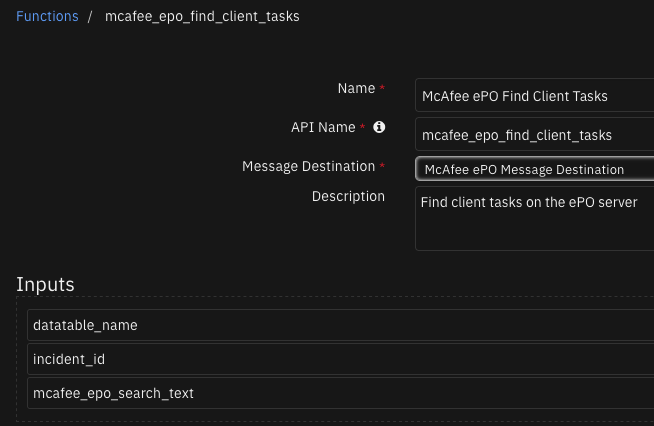 Functions / mcafee_epo_find_client_tasks
Name *
McAfee ePO Find Client Tasks
API Name *
mcafee_epo_find_client_tasks
Message Destination *
McAfee ePO Message Destination
Description
Find client tasks on the ePO server
Inputs
datatable_name
incident_id
mcafee_epo_search_text